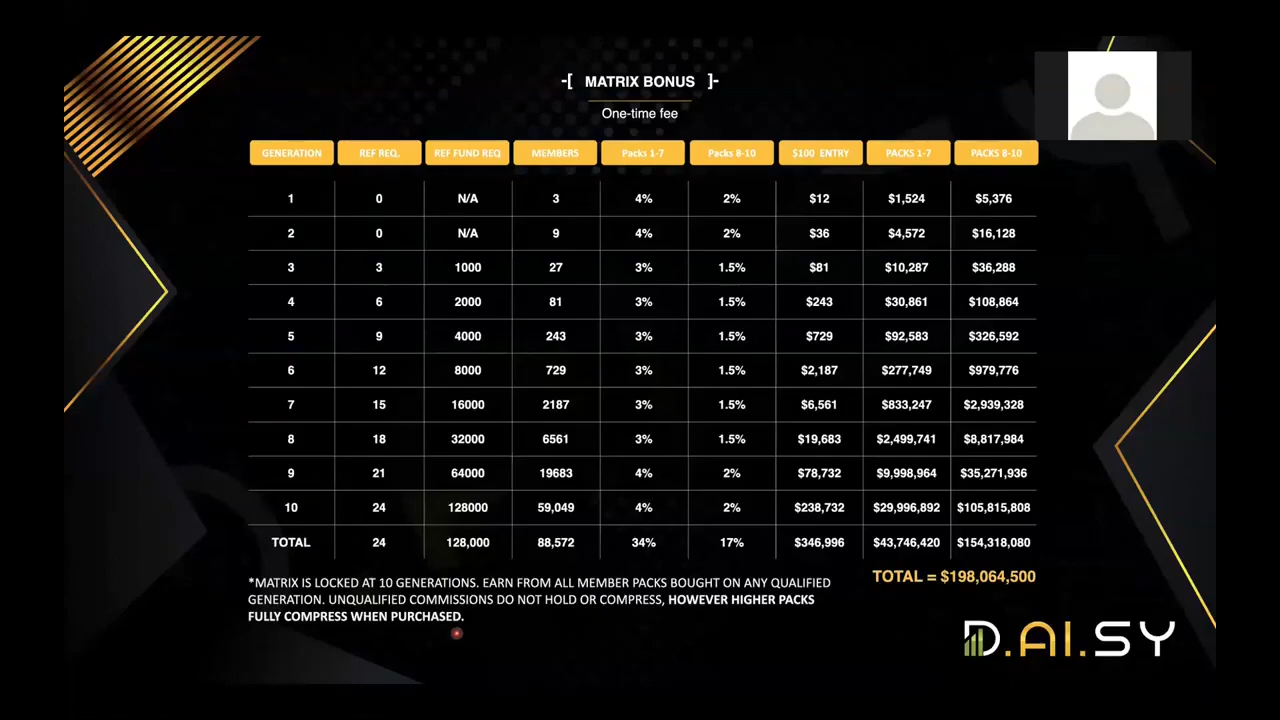 -[ MATRIX BONUS ]-
One-time fee
GENERATION REF REQ. REF FUND REQ MEMBERS Packs 1-7 Packs 8-10 $100 ENTRY PACKS 1-7 PACKS 8-10
1 0 N/A 3 4% 2% $12 $1,524 $5,376
2 0 N/A 9 4% 2% $36 $4,572 $16,128
3 3 1000 27 3% 1.5% $81 $10,287 $36,288
4 6 2000 81 3% 1.5% $243 $30,861 $108,864
5 9 4000 243 3% 1.5% $729 $92,583 $326,592
6 12 8000 729 3% 1.5% $2,187 $277,749 $979,776
7 15 16000 2187 3% 1.5% $6,561 $833,247 $2,939,328
8 18 32000 6561 3% 1.5% $19,683 $2,499,741 $8,817,984
9 21 64000 19683 4% 2% $78,732 $9,998,964 $35,271,936
10 24 128000 59,049 4% 2% $238,732 $29,996,892 $105,815,808
TOTAL 24 128,000 88,572 34% 17% $346,996 $43,746,420 $154,318,080
TOTAL = $198,064,500
*MATRIX IS LOCKED AT 10 GENERATIONS. EARN FROM ALL MEMBER PACKS BOUGHT ON ANY QUALIFIED
GENERATION. UNQUALIFIED COMMISSIONS DO NOT HOLD OR COMPRESS, HOWEVER HIGHER PACKS
FULLY COMPRESS WHEN PURCHASED.
D.AI.SY